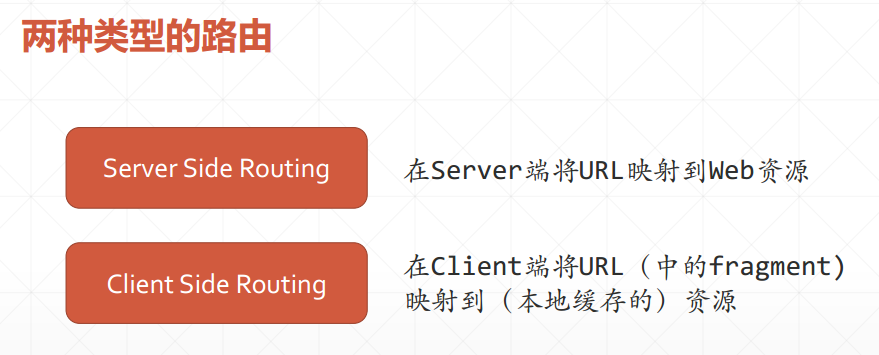 两种类型的路由
Server Side Routing
在Server端将URL映射到Web资源
Client Side Routing
在Client端将URL（中的fragment）
映射到（本地缓存的）资源